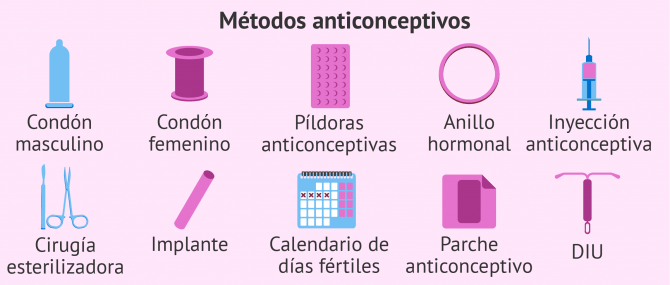 Métodos anticonceptivos
Condón
masculino
Condón
femenino
Píldoras
anticonceptivas
Anillo
hormonal
Inyección
anticonceptiva
Cirugía
esterilizadora
Implante
Calendario de
días fértiles
Parche
anticonceptivo
DIU